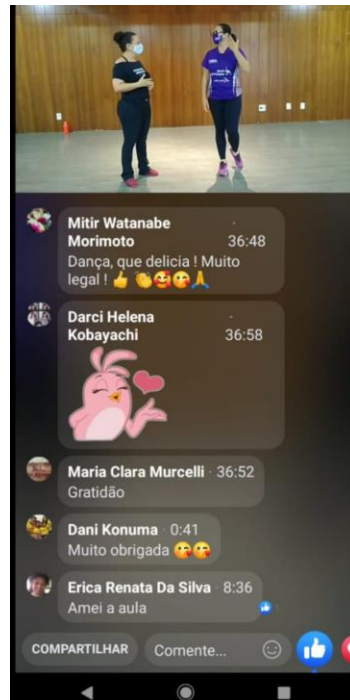 Mitir Watanabe
Morimoto · 36:48
Dança, que delicia ! Muito
legal ! 👍 👏🥰😋🙏
Darci Helena ·
Kobayachi 36:58
Maria Clara Murcelli · 36:52
Gratidão
Dani Konuma · 0:41
Muito obrigada 😋😋
Erica Renata Da Silva · 8:36
Amei a aula
COMPARTILHAR Comente...